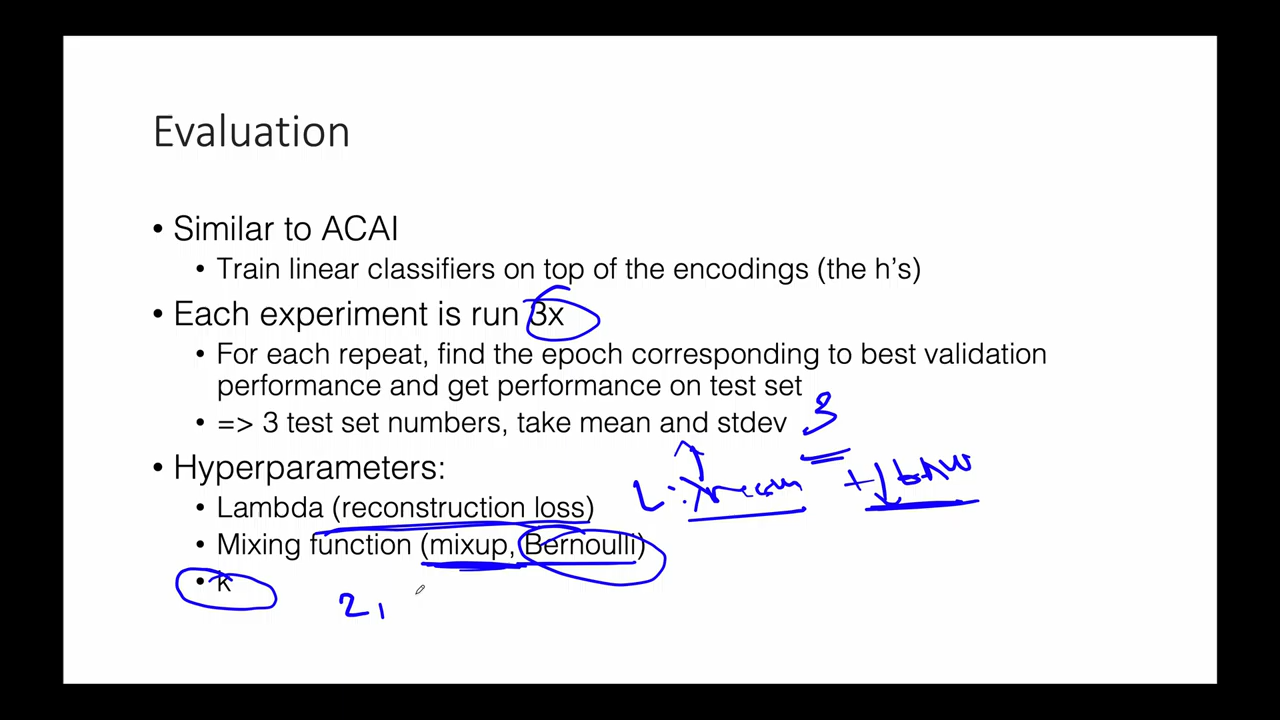 Evaluation
• Similar to ACAI
• Train linear classifiers on top of the encodings (the h's)
• Each experiment is run 3x
• For each repeat, find the epoch corresponding to best validation
performance and get performance on test set
• => 3 test set numbers, take mean and stdev 3
• Hyperparameters:
• Lambda (reconstruction loss) L: λ recon +
• Mixing function (mixup, Bernoulli)
• k
2,